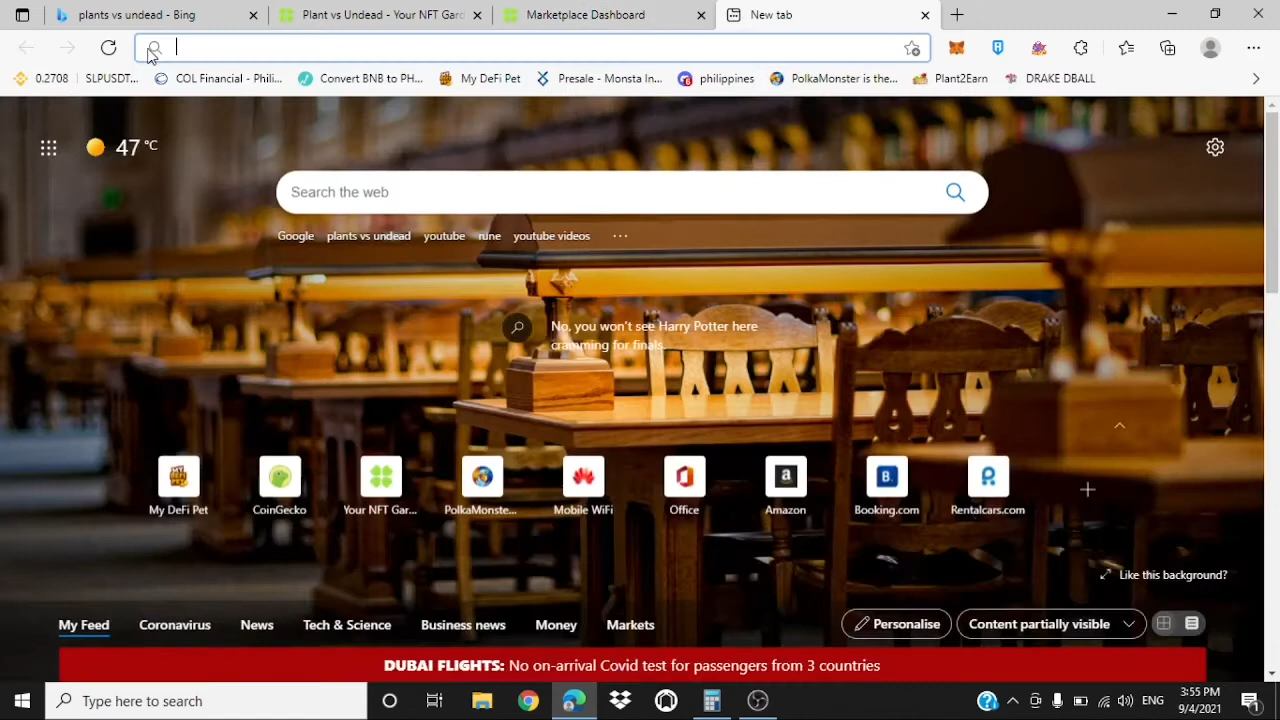 plants vs undead - Bing
Plant vs Undead - Your NFT Gard
Marketplace Dashboard
New tab
0.2708 SLPUSDT...
COL Financial - Phili...
Convert BNB to PH...
My DeFi Pet
Presale - Monsta In...
philippines
PolkaMonster is the...
Plant2Earn
DRAKE DBALL
47 °C
Search the web
Google
plants vs undead
youtube
rune
youtube videos
No, you won't see Harry Potter here
cramming for finals
My DeFi Pet
CoinGecko
Your NFT Gar...
PolkaMonste...
Mobile WiFi
Office
Amazon
Booking.com
Rentalcars.com
Like this background?
My Feed
Coronavirus
News
Tech & Science
Business news
Money
Markets
Personalise
Content partially visible
DUBAI FLIGHTS: No on-arrival Covid test for passengers from 3 countries
Type here to search
ENG
3:55 PM
9/4/2021